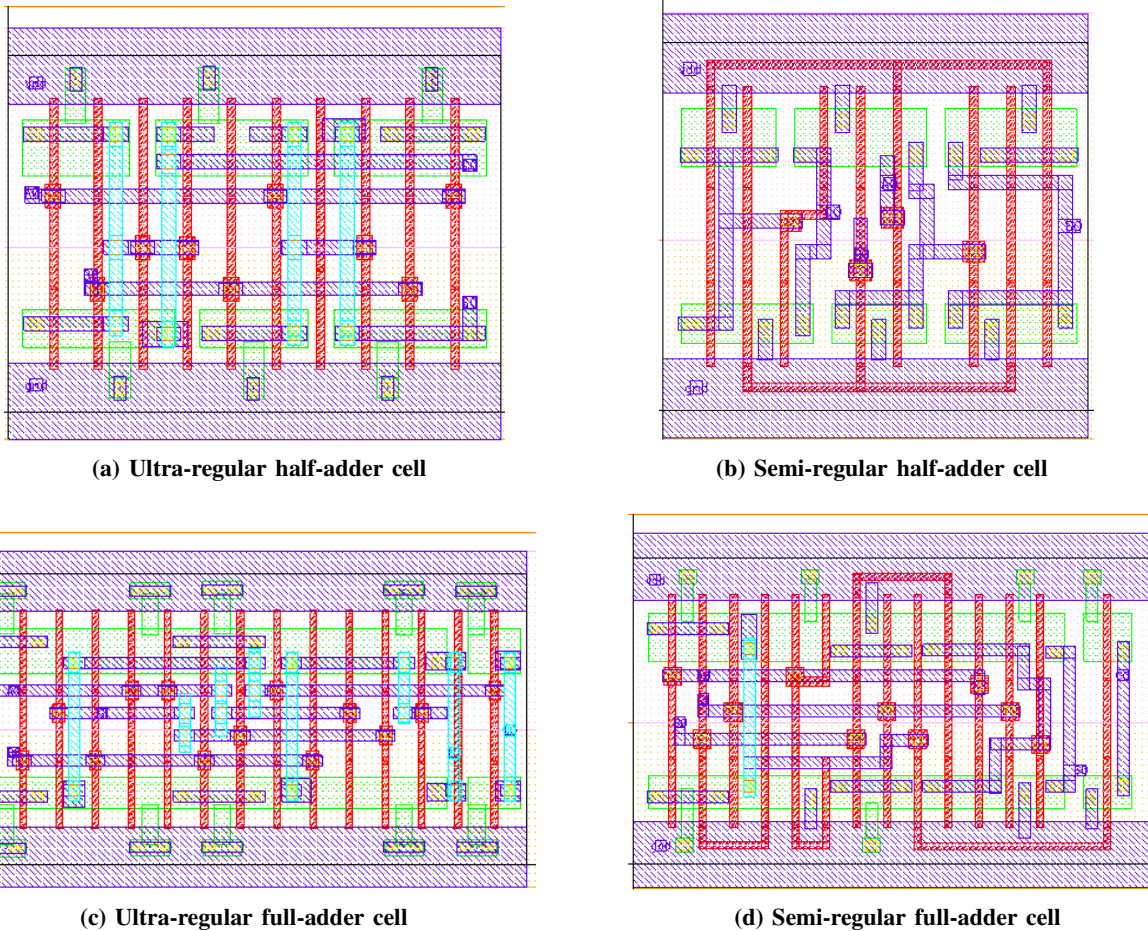 (a) Ultra-regular half-adder cell
(b) Semi-regular half-adder cell
(c) Ultra-regular full-adder cell
(d) Semi-regular full-adder cell